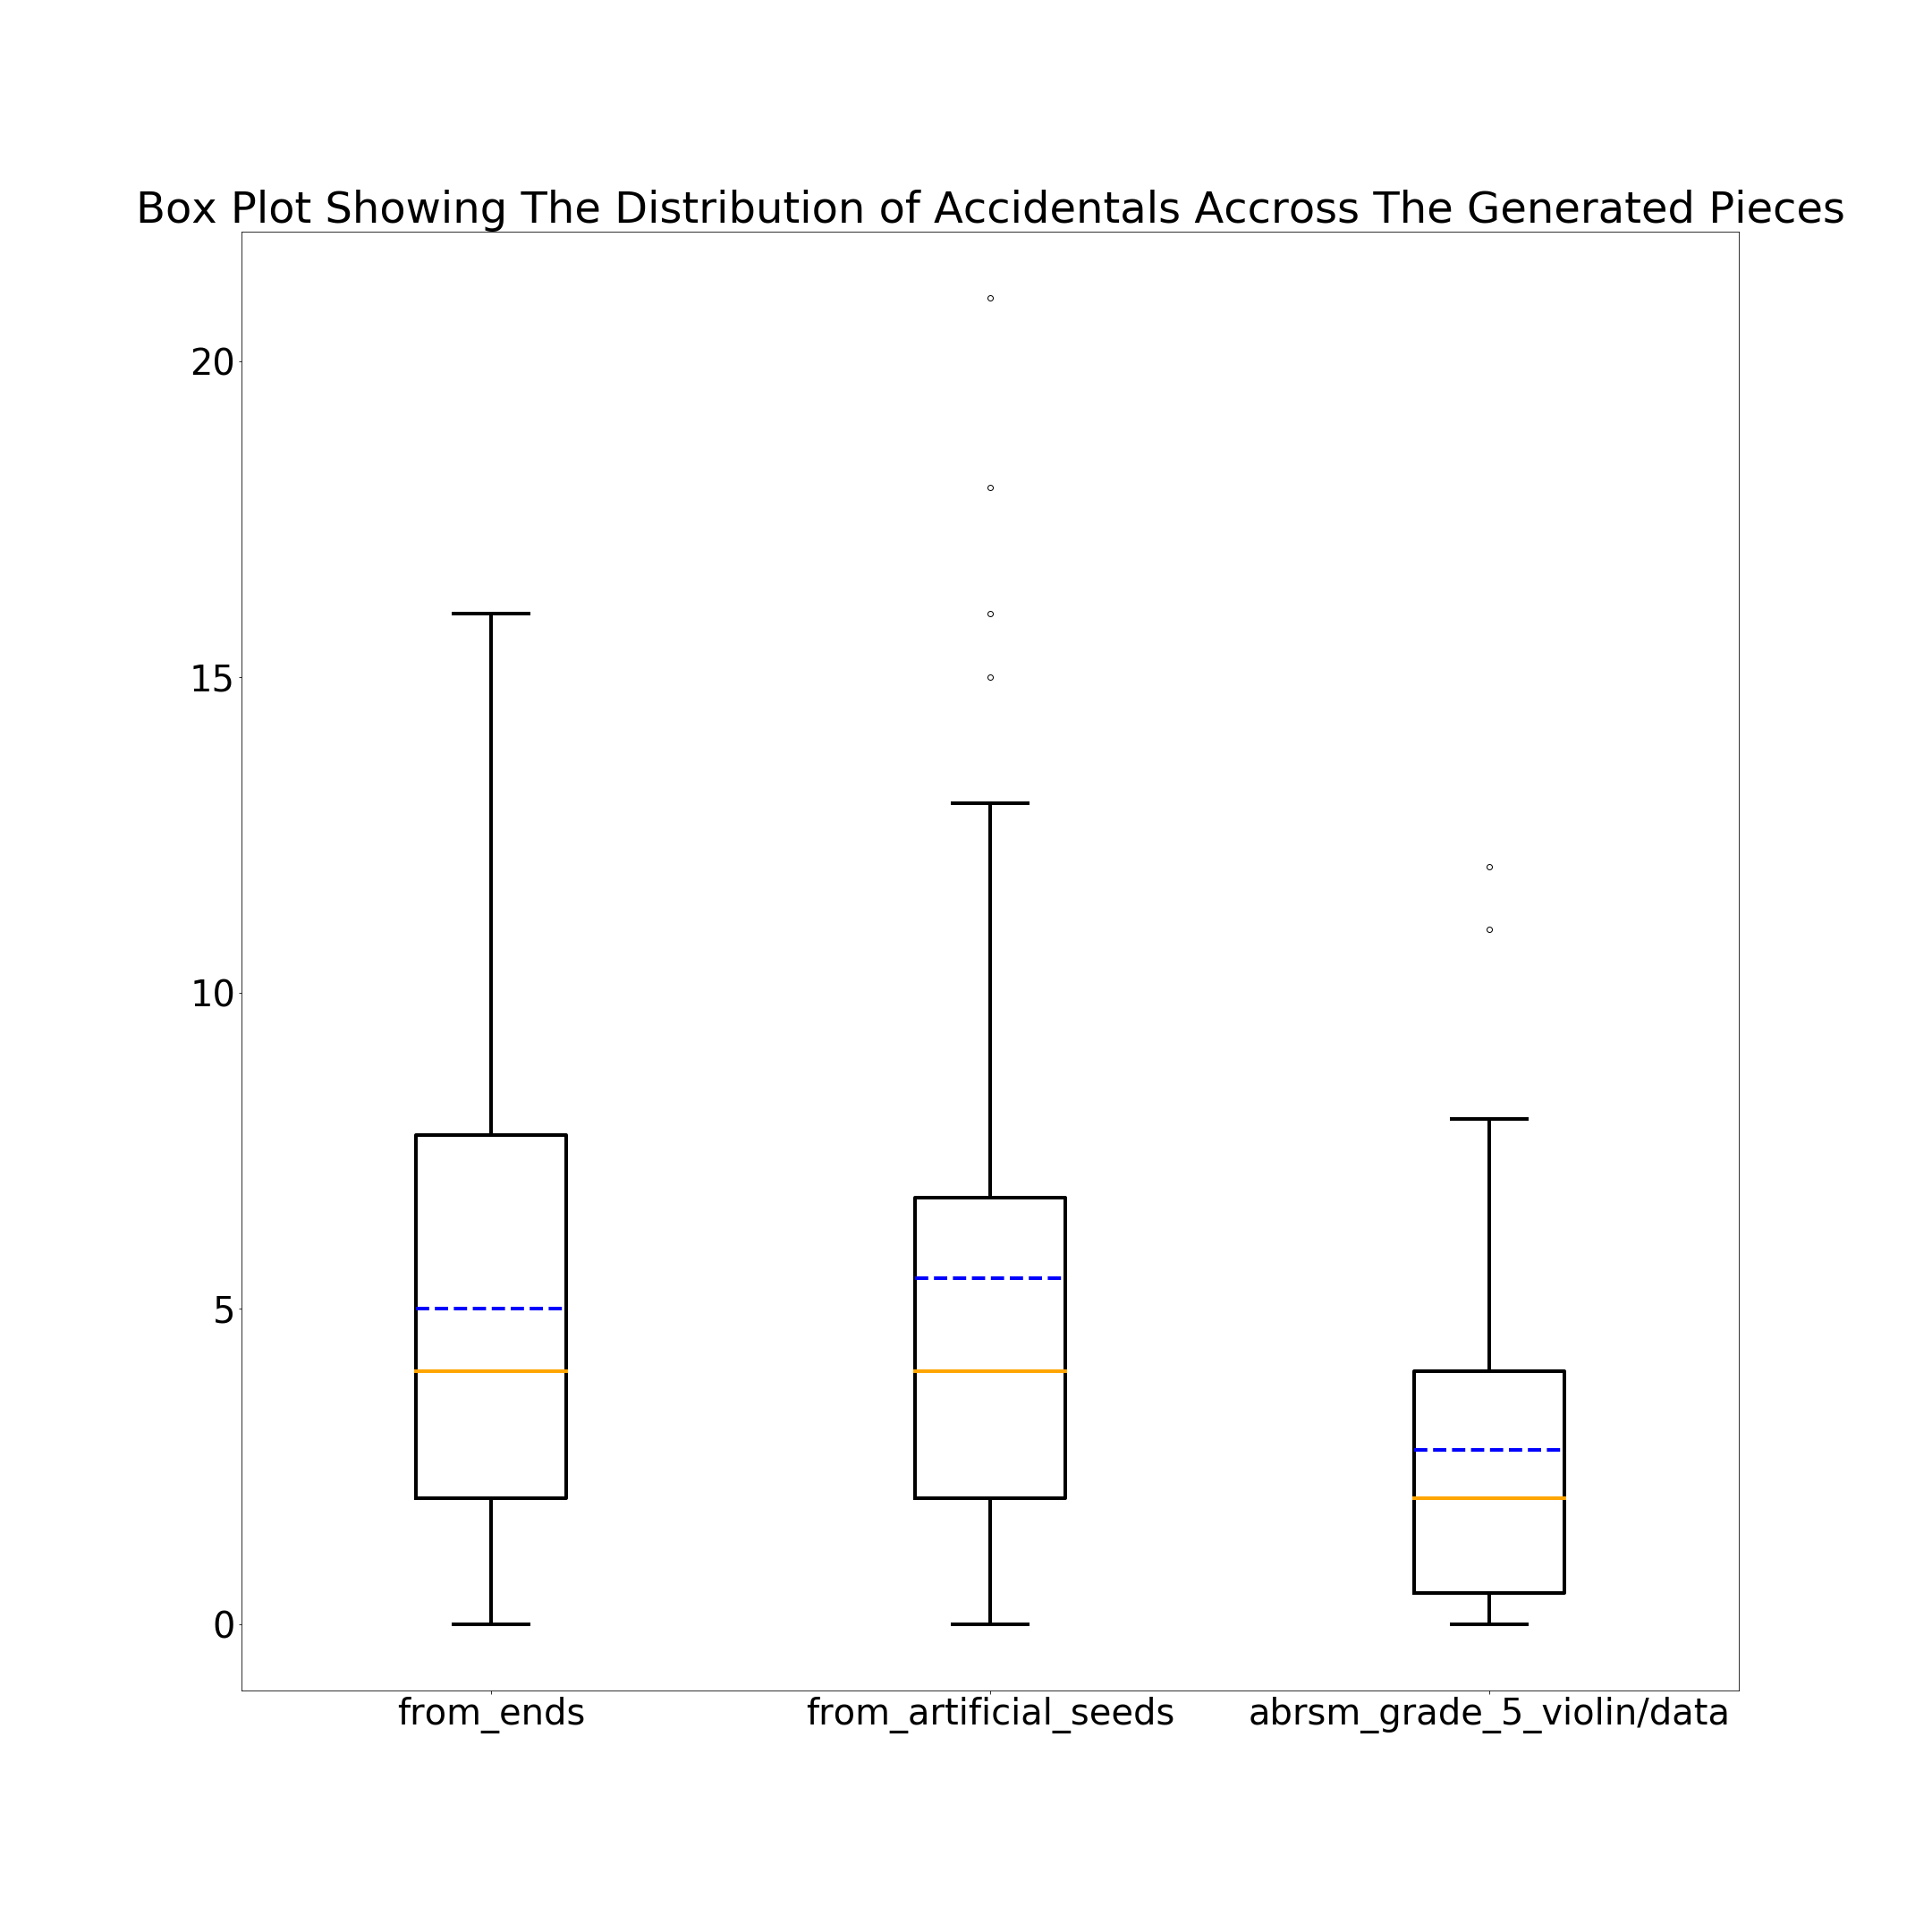 Box Plot Showing The Distribution of Accidentals Accross The Generated Pieces
20
15
10
5
0
from_ends
from_artificial_seeds
abrsm_grade_5_violin/data